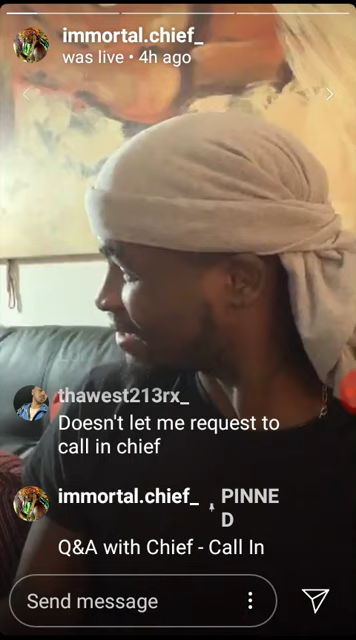 immortal.chief_
was live • 4h ago
thawest213rx_
Doesn't let me request to
call in chief
immortal.chief_ PINNE
D
Q&A with Chief - Call In
Send message